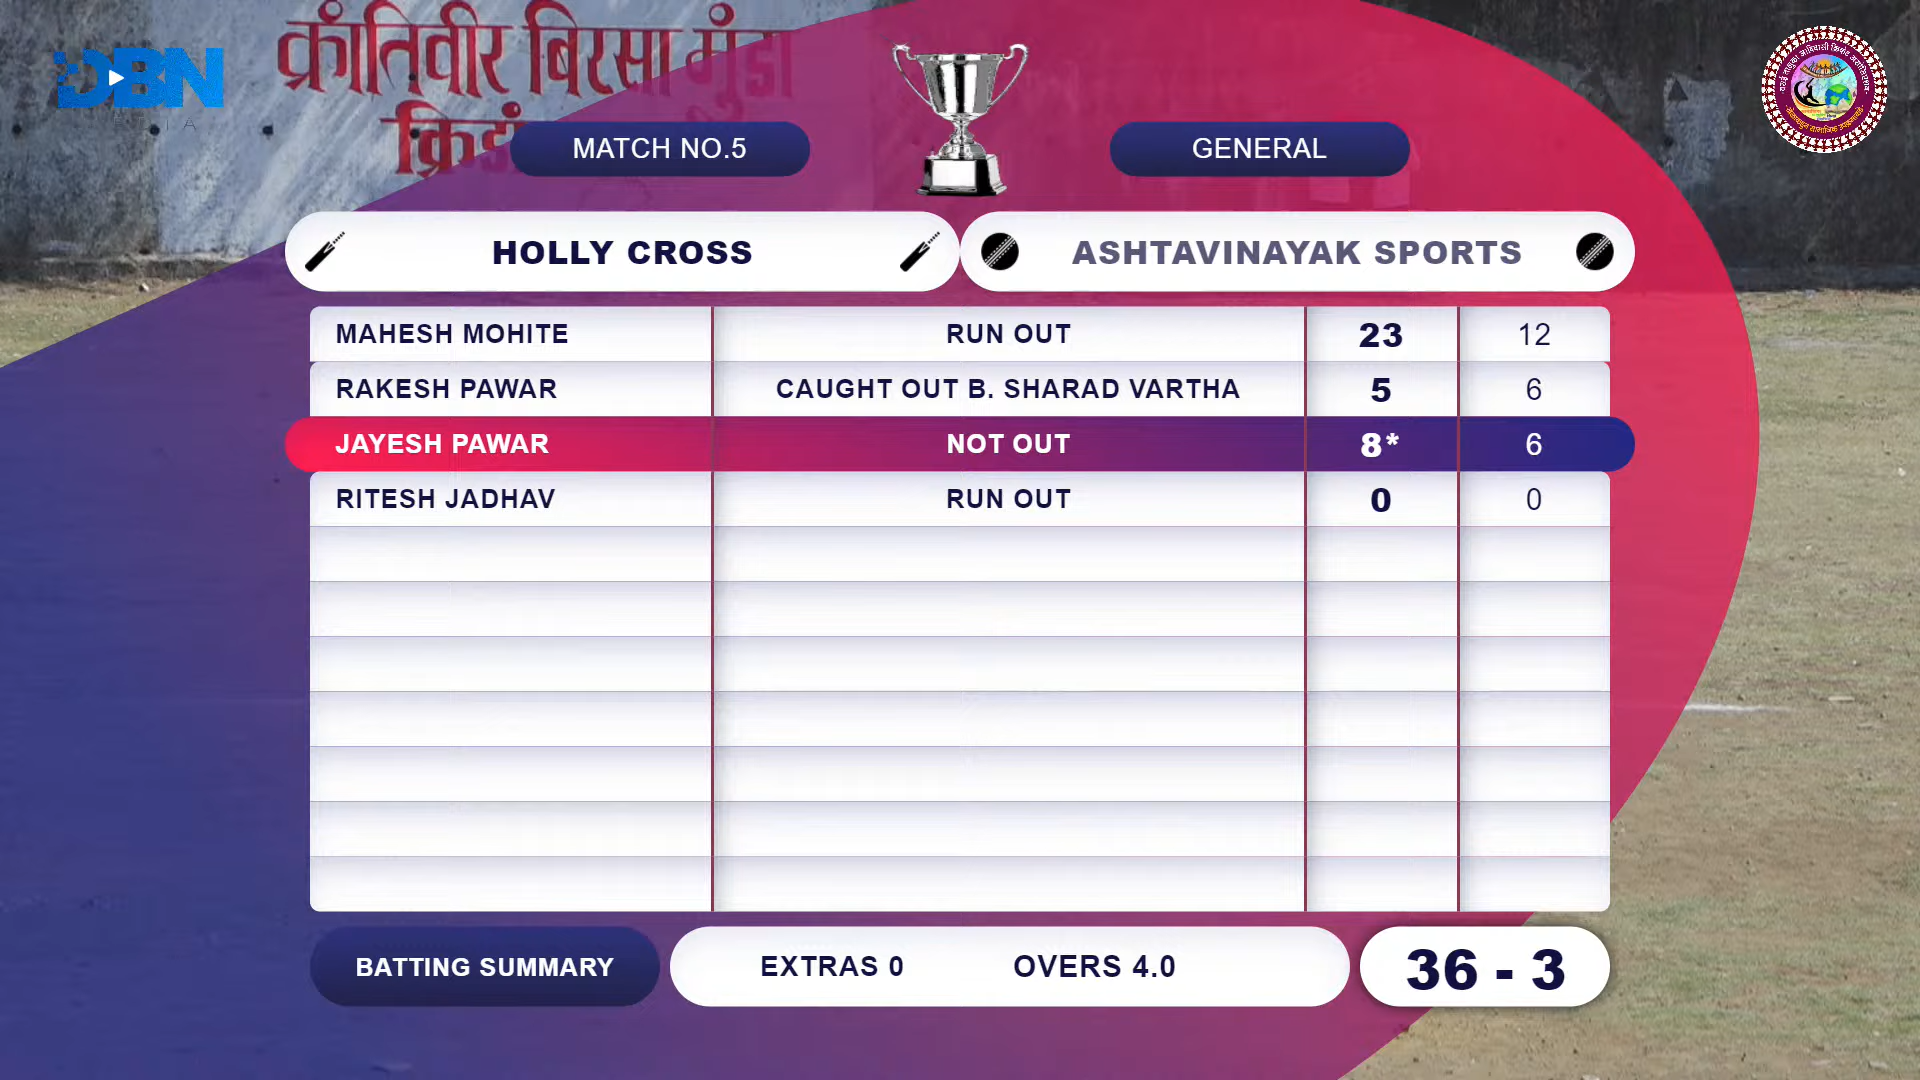 क्रांतिवीर बिरसा मुंडा
DBN
MATCH NO.5
GENERAL
HOLLY CROSS
ASHTAVINAYAK SPORTS
MAHESH MOHITE RUN OUT 23 12
RAKESH PAWAR CAUGHT OUT B. SHARAD VARTHA 5 6
JAYESH PAWAR NOT OUT 8* 6
RITESH JADHAV RUN OUT 0 0
BATTING SUMMARY
EXTRAS 0 OVERS 4.0
36 - 3